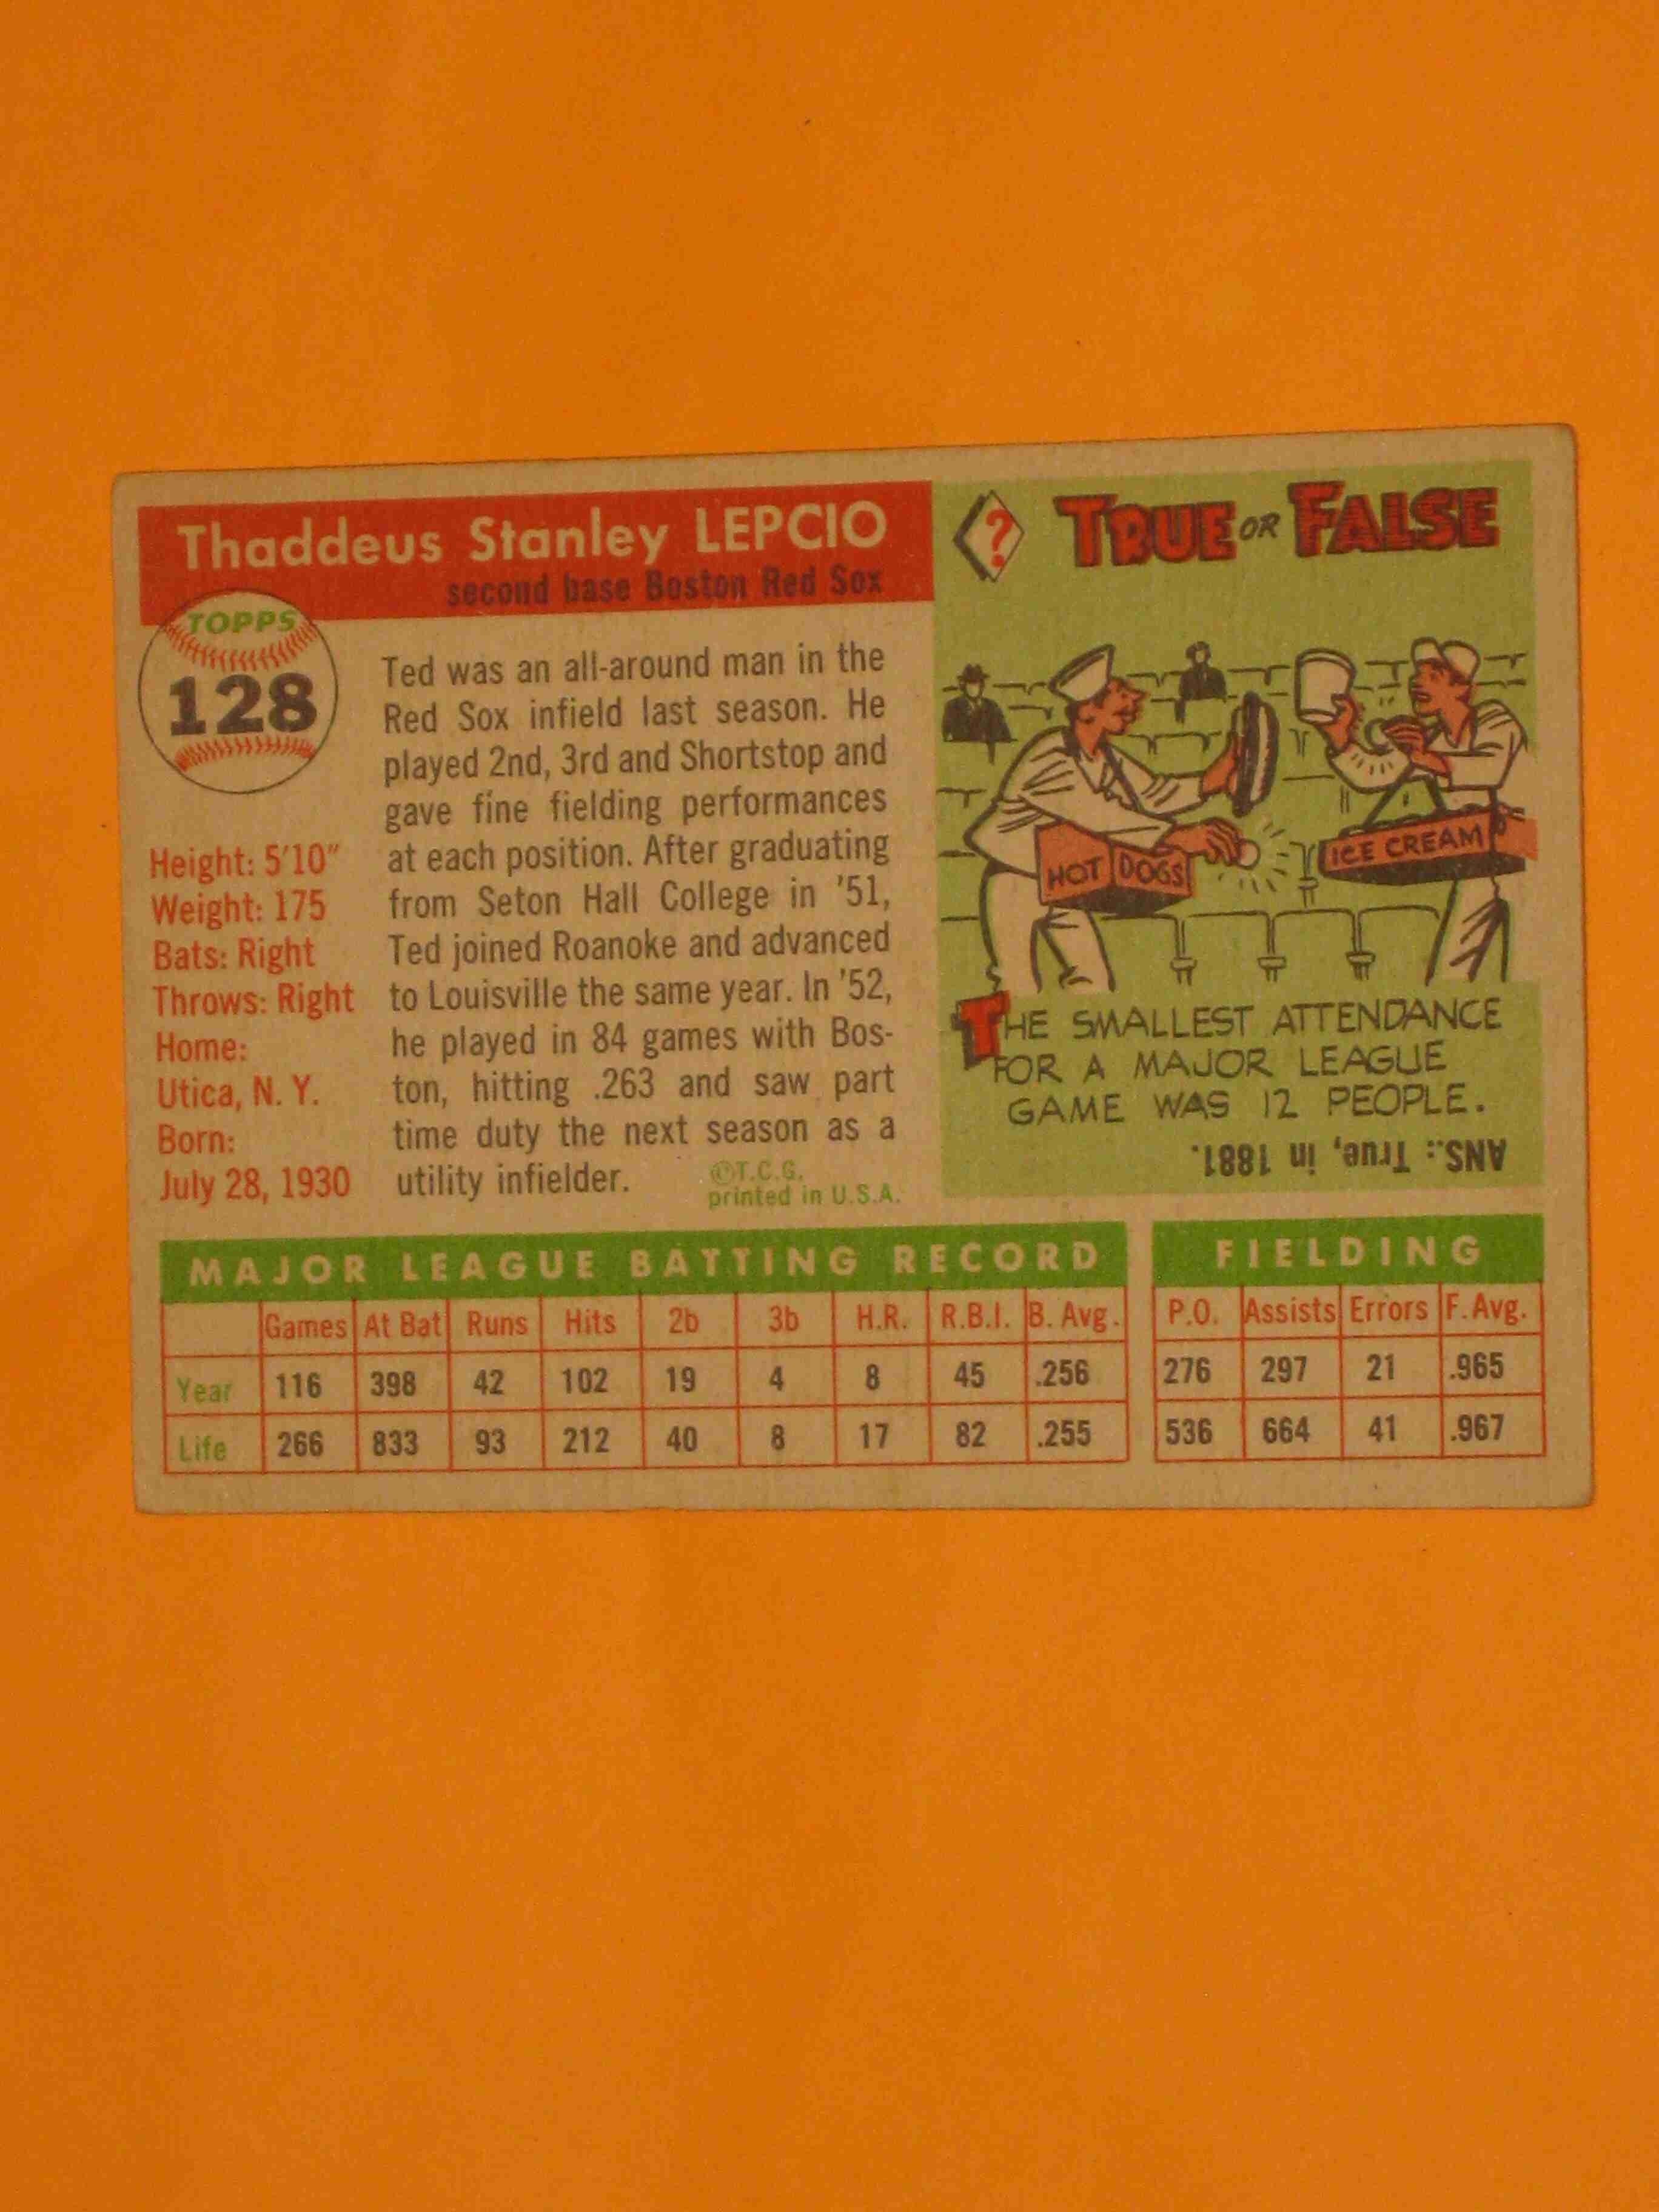 Thaddeus Stanley LEPCIO
second base Boston Red Sox
TOPPS
128
Height: 5'10"
Weight: 175
Bats: Right
Throws: Right
Home:
Utica, N. Y.
Born:
July 28, 1930
Ted was an all-around man in the
Red Sox infield last season. He
played 2nd, 3rd and Shortstop and
gave fine fielding performances
at each position. After graduating
from Seton Hall College in '51,
Ted joined Roanoke and advanced
to Louisville the same year. In '52,
he played in 84 games with Bos-
ton, hitting .263 and saw part
time duty the next season as a
utility infielder.
©T.C.G.
printed in U.S.A.
? TRUE OR FALSE
HOT DOGS
ICE CREAM
THE SMALLEST ATTENDANCE
FOR A MAJOR LEAGUE
GAME WAS 12 PEOPLE.
ANS.: True, in 1881.
MAJOR LEAGUE BATTING RECORD
Games At Bat Runs Hits 2b 3b H.R. R.B.I. B. Avg.
Year 116 398 42 102 19 4 8 45 .256
Life 266 833 93 212 40 8 17 82 .255
FIELDING
P.O. Assists Errors F. Avg.
276 297 21 .965
536 664 41 .967